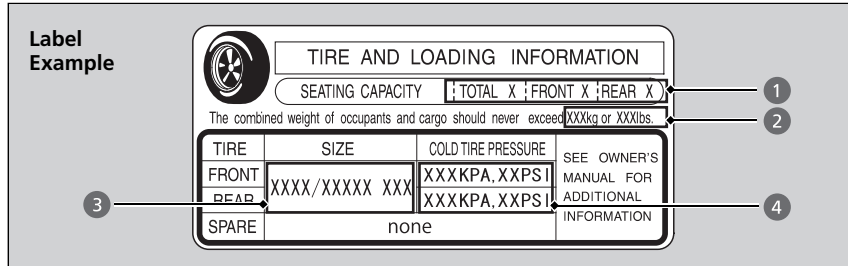 Label
Example
TIRE AND LOADING INFORMATION
SEATING CAPACITY TOTAL X FRONT X REAR X
1
The combined weight of occupants and cargo should never exceed XXXkg or XXXlbs.
2
TIRE SIZE COLD TIRE PRESSURE
SEE OWNER'S
MANUAL FOR
ADDITIONAL
INFORMATION
FRONT XXXX/XXXXX XXX XXXKPA,XXPSI
REAR XXXKPA,XXPSI
3
4
SPARE none